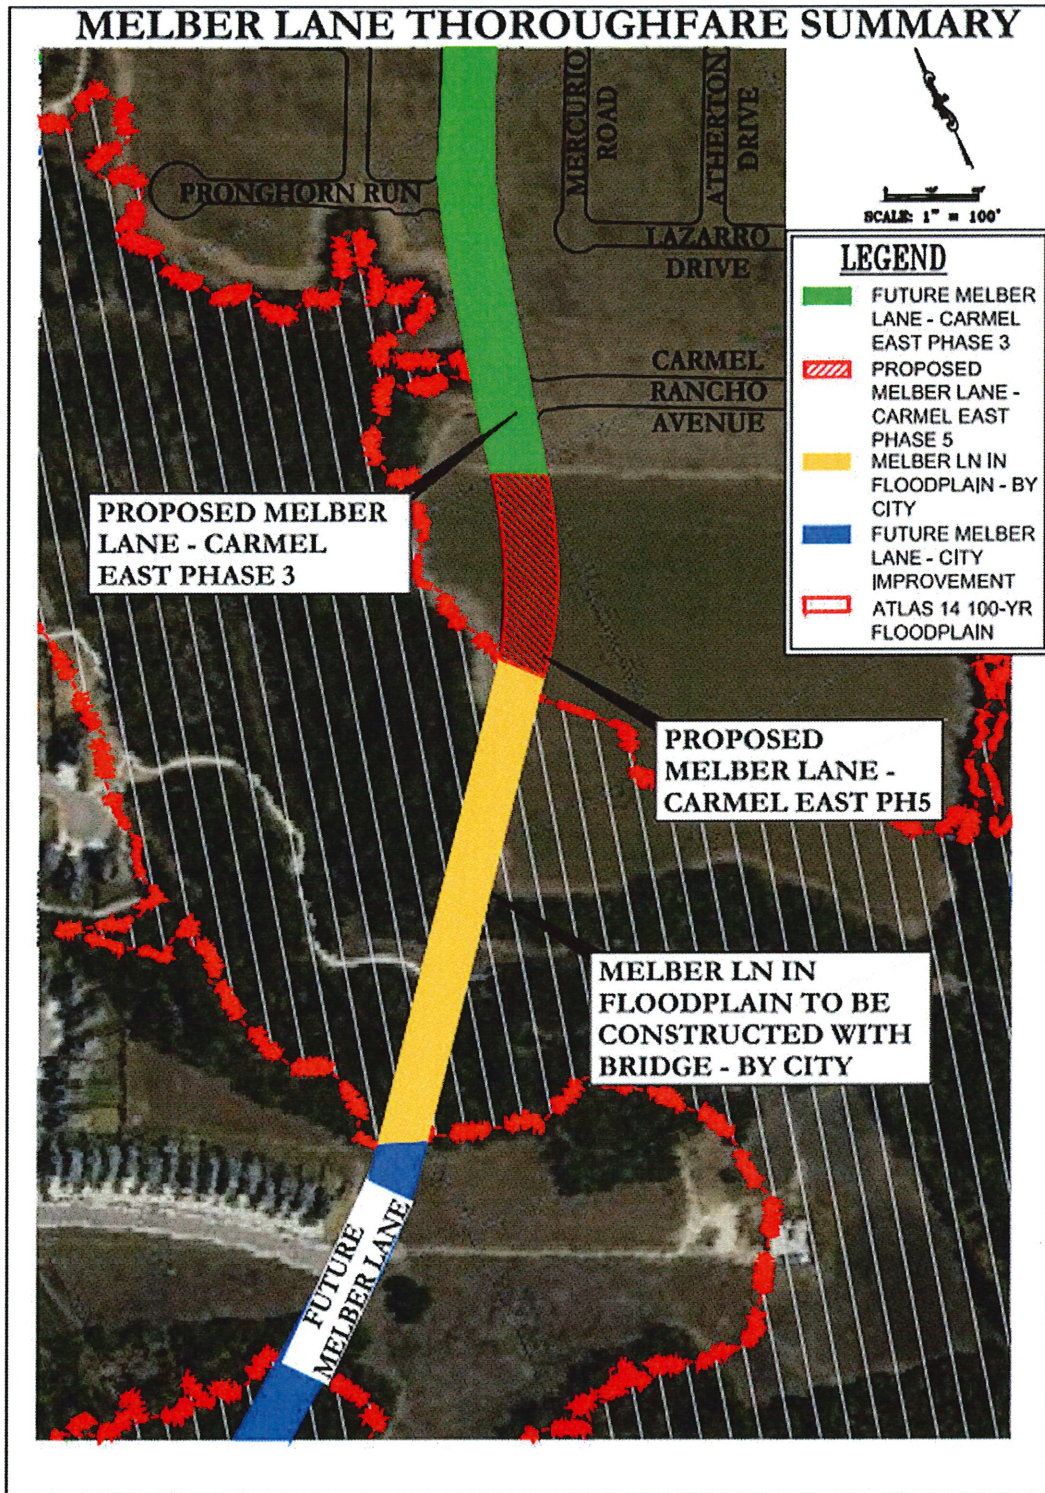 MELBER LANE THOROUGHFARE SUMMARY
MERCURIO
ROAD
ATHERTON
DRIVE
PRONGHORN RUN
LAZARRO
DRIVE
CARMEL
RANCHO
AVENUE
SCALE: 1" = 100'
LEGEND
FUTURE MELBER
LANE - CARMEL
EAST PHASE 3
PROPOSED
MELBER LANE -
CARMEL EAST
PHASE 5
MELBER LN IN
FLOODPLAIN - BY
CITY
FUTURE MELBER
LANE - CITY
IMPROVEMENT
ATLAS 14 100-YR
FLOODPLAIN
PROPOSED MELBER
LANE - CARMEL
EAST PHASE 3
PROPOSED
MELBER LANE -
CARMEL EAST PH5
MELBER LN IN
FLOODPLAIN TO BE
CONSTRUCTED WITH
BRIDGE - BY CITY
FUTURE
MELBER LANE